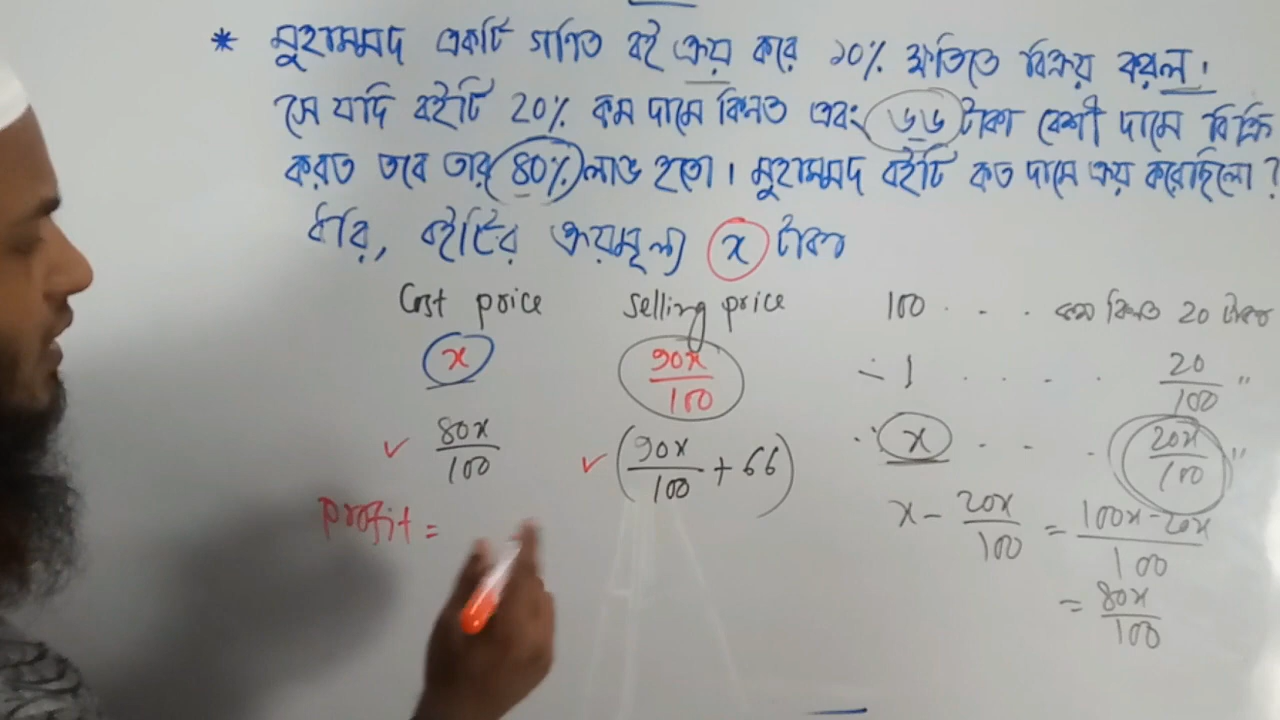 * মুহাম্মদ একটি গণিত বই ক্রয় করে ১০% ক্ষতিতে বিক্রয় করল।
সে যদি বইটি 20% কম দামে কিনত এবং ৬৬ টাকা বেশী দামে বিক্রি
করত তবে তার 80% লাভ হতো। মুহাম্মদ বইটি কত দামে ক্রয় করেছিলো?
ধরি, বইটির ক্রয়মূল্য x টাকা
Cost price selling price 100 . . . কম কিনত 20 টাকা
x 90x/100 - 1 . . . . 20/100 "
✓ 80x/100 ✓ (90x/100 + 66) . x . . . 20x/100 "
Profit = x - 20x/100 = 100x - 20x/100
= 80x/100